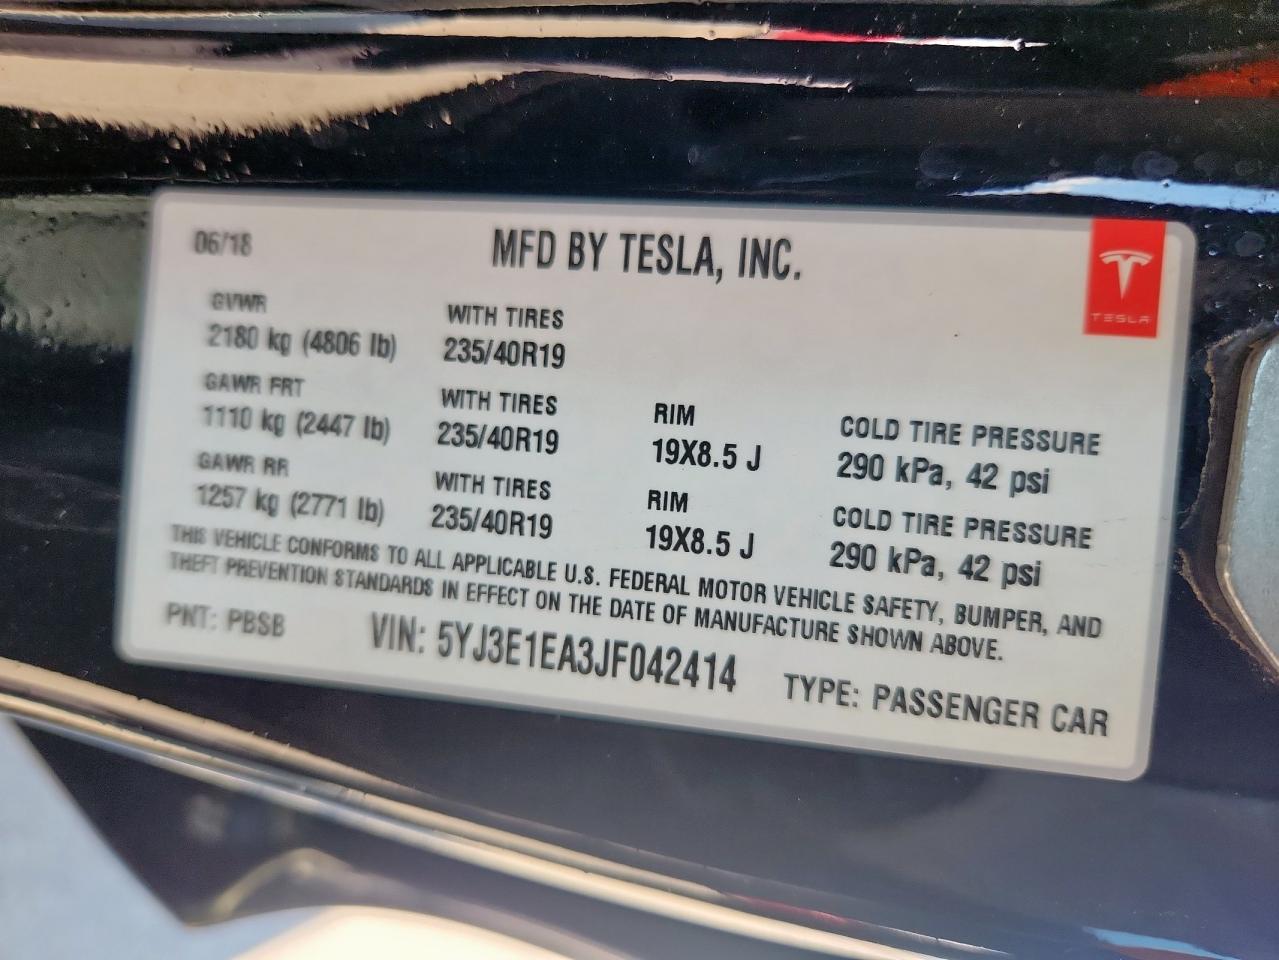 06/18 MFD BY TESLA, INC.
TESLA
GVWR WITH TIRES
2180 kg (4806 lb) 235/40R19
GAWR FRT WITH TIRES RIM COLD TIRE PRESSURE
1110 kg (2447 lb) 235/40R19 19X8.5 J 290 kPa, 42 psi
GAWR RR WITH TIRES RIM COLD TIRE PRESSURE
1257 kg (2771 lb) 235/40R19 19X8.5 J 290 kPa, 42 psi
THIS VEHICLE CONFORMS TO ALL APPLICABLE U.S. FEDERAL MOTOR VEHICLE SAFETY, BUMPER, AND
THEFT PREVENTION STANDARDS IN EFFECT ON THE DATE OF MANUFACTURE SHOWN ABOVE.
PNT: PBSB VIN: 5YJ3E1EA3JF042414 TYPE: PASSENGER CAR